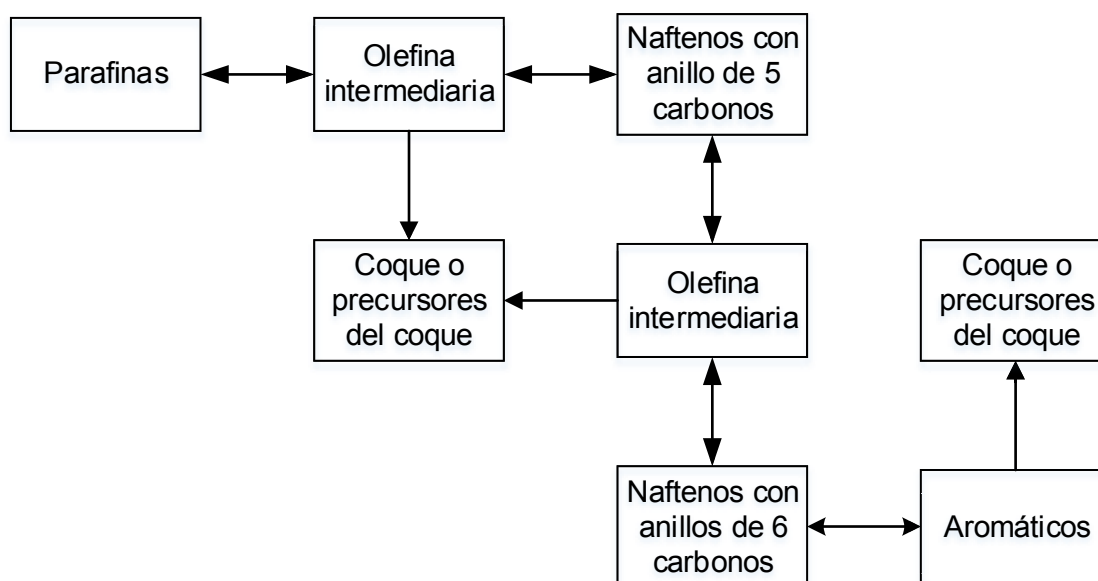 Parafinas
Olefina
intermediaria
Naftenos con
anillo de 5
carbonos
Coque o
precursores
del coque
Olefina
intermediaria
Coque o
precursores
del coque
Naftenos con
anillos de 6
carbonos
Aromáticos